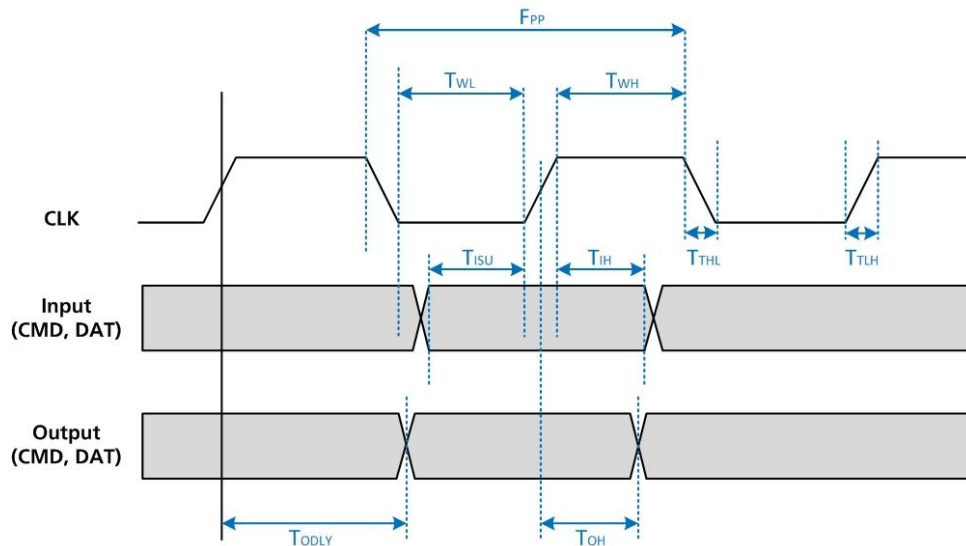 FPP
TWL
TWH
CLK
TISU
TIH
TTHL
TTLH
Input
(CMD, DAT)
Output
(CMD, DAT)
TODLY
TOH